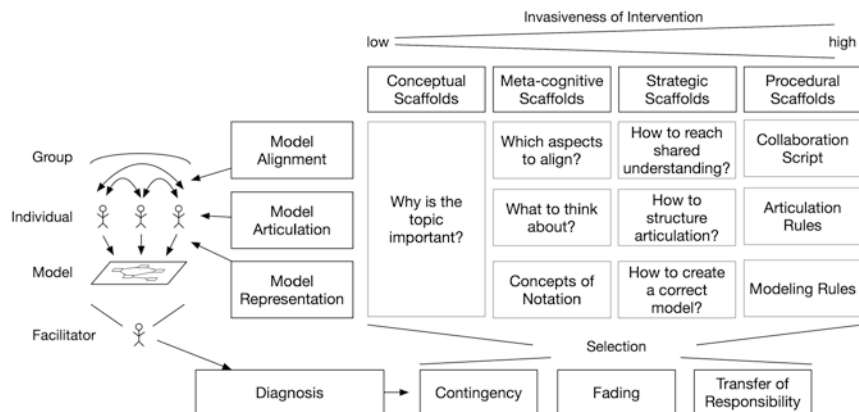 Invasiveness of Intervention
low
high
Conceptual
Scaffolds
Meta-cognitive
Scaffolds
Strategic
Scaffolds
Procedural
Scaffolds
Group
Model
Alignment
Why is the
topic
important?
Which aspects
to align?
How to reach
shared
understanding?
Collaboration
Script
Individual
Model
Articulation
What to think
about?
How to
structure
articulation?
Articulation
Rules
Model
Model
Representation
Concepts of
Notation
How to create
a correct
model?
Modeling Rules
Facilitator
Selection
Diagnosis
Contingency
Fading
Transfer of
Responsibility